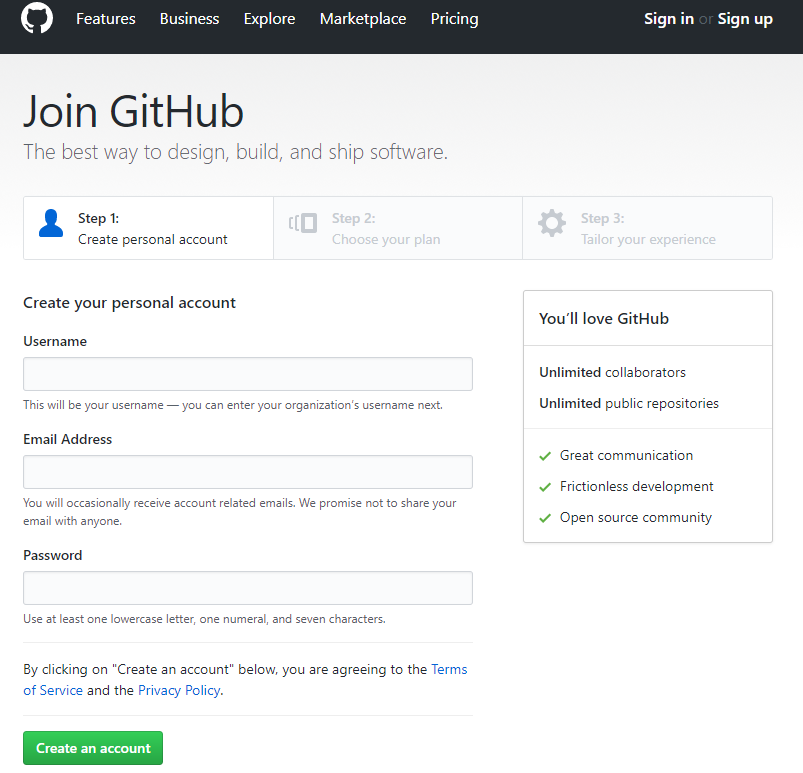 Features Business Explore Marketplace Pricing Sign in or Sign up
Join GitHub
The best way to design, build, and ship software.
Step 1:
Create personal account
Step 2:
Choose your plan
Step 3:
Tailor your experience
Create your personal account
Username
This will be your username — you can enter your organization's username next.
Email Address
You will occasionally receive account related emails. We promise not to share your
email with anyone.
Password
Use at least one lowercase letter, one numeral, and seven characters.
By clicking on "Create an account" below, you are agreeing to the Terms
of Service and the Privacy Policy.
Create an account
You'll love GitHub
Unlimited collaborators
Unlimited public repositories
Great communication
Frictionless development
Open source community